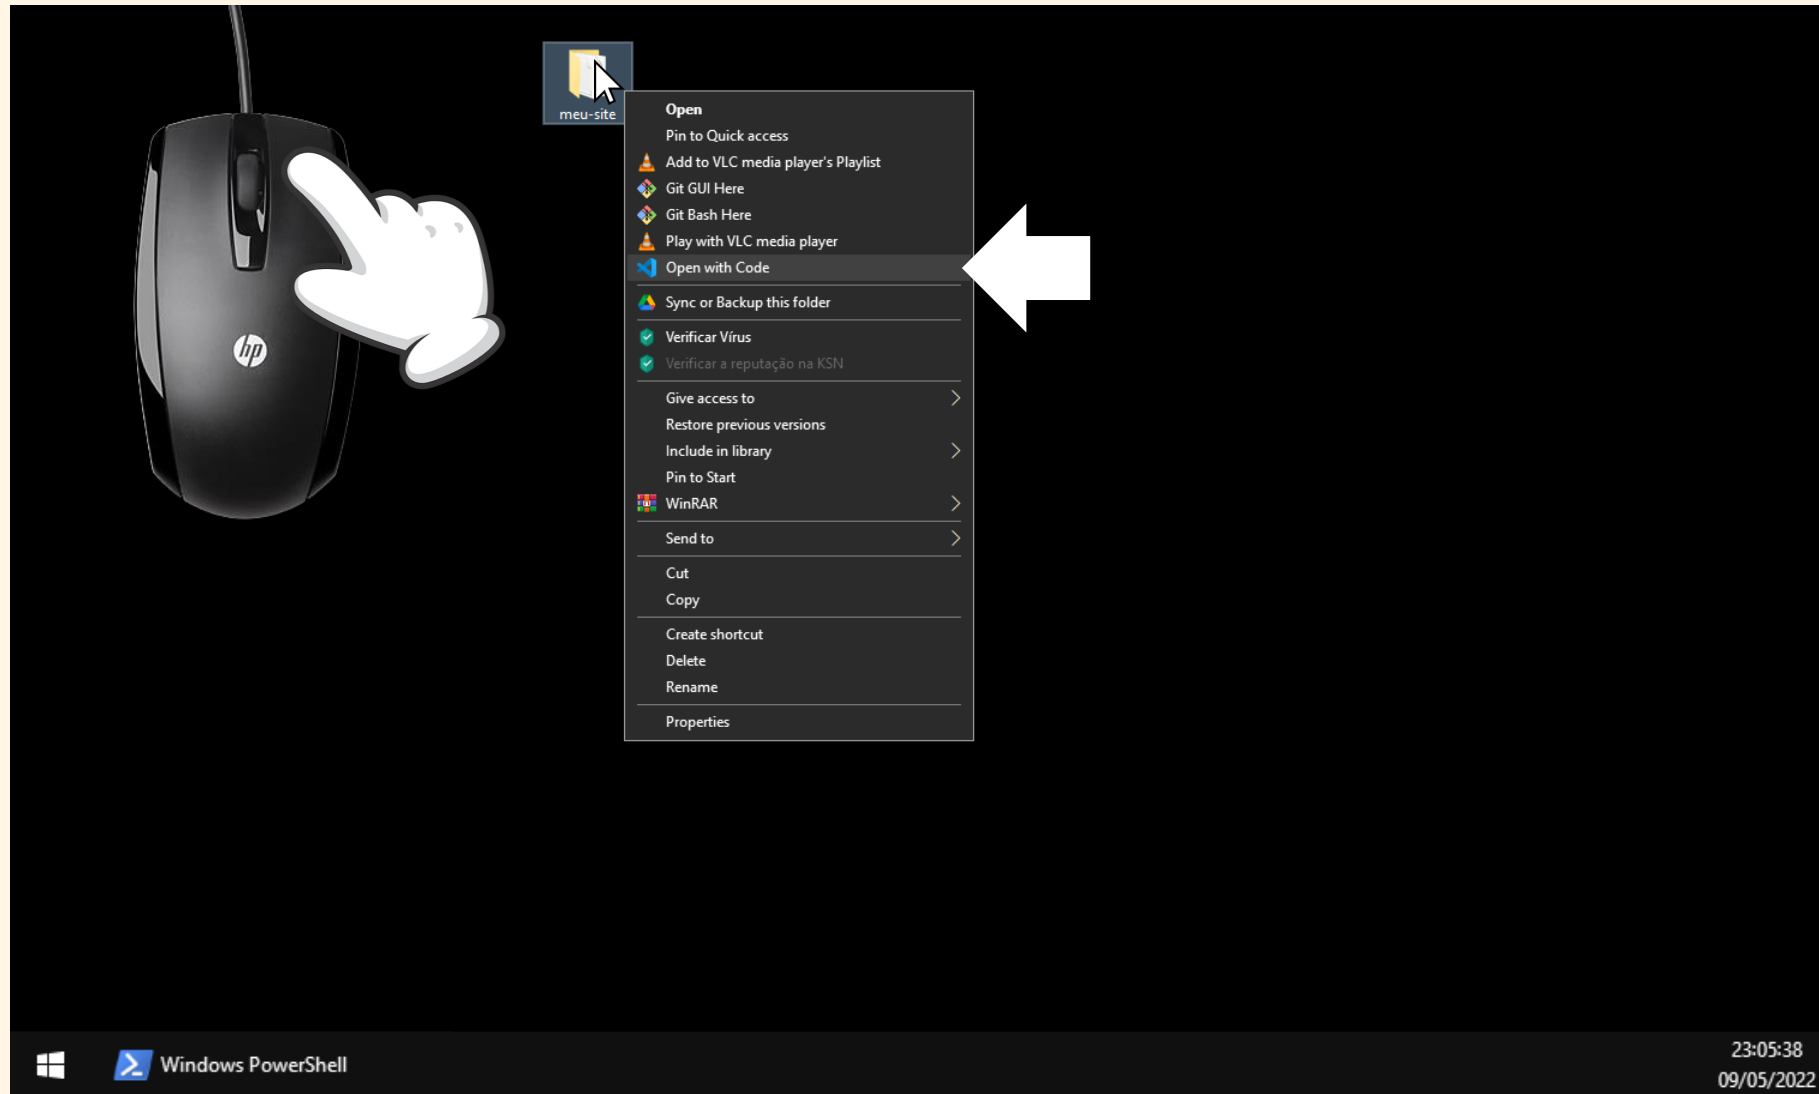 hp
meu-site
Open
Pin to Quick access
Add to VLC media player's Playlist
Git GUI Here
Git Bash Here
Play with VLC media player
Open with Code
Sync or Backup this folder
Verificar Vírus
Verificar a reputação na KSN
Give access to
Restore previous versions
Include in library
Pin to Start
WinRAR
Send to
Cut
Copy
Create shortcut
Delete
Rename
Properties
Windows PowerShell
23:05:38
09/05/2022